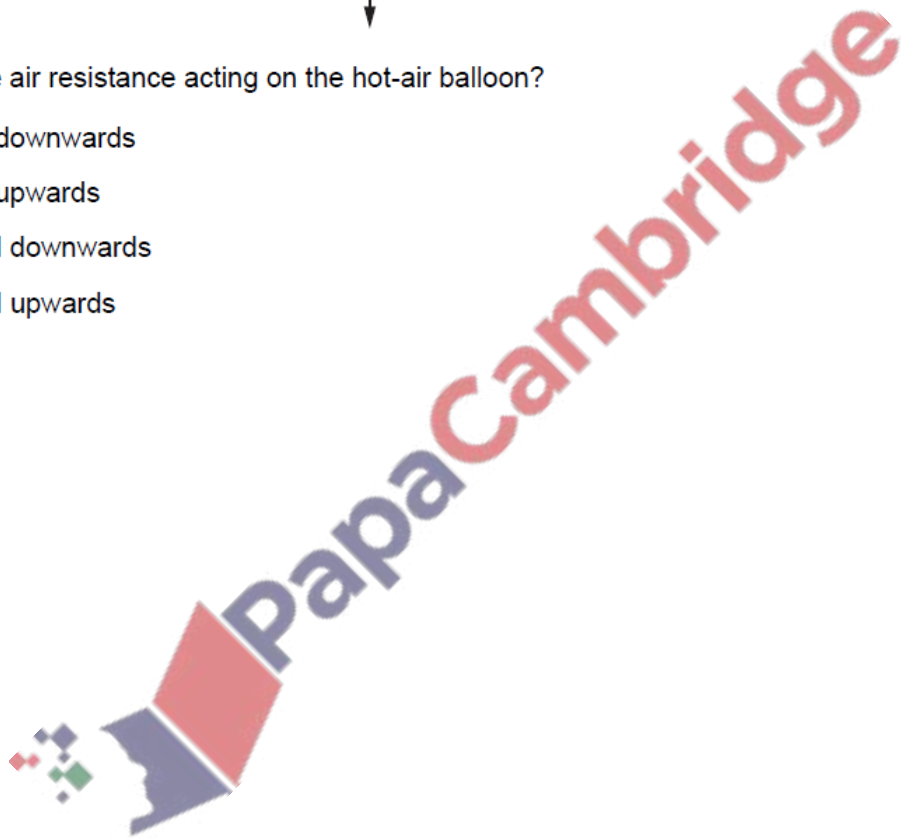 air resistance acting on the hot-air balloon?
downwards
upwards
downwards
upwards
PapaCambridge